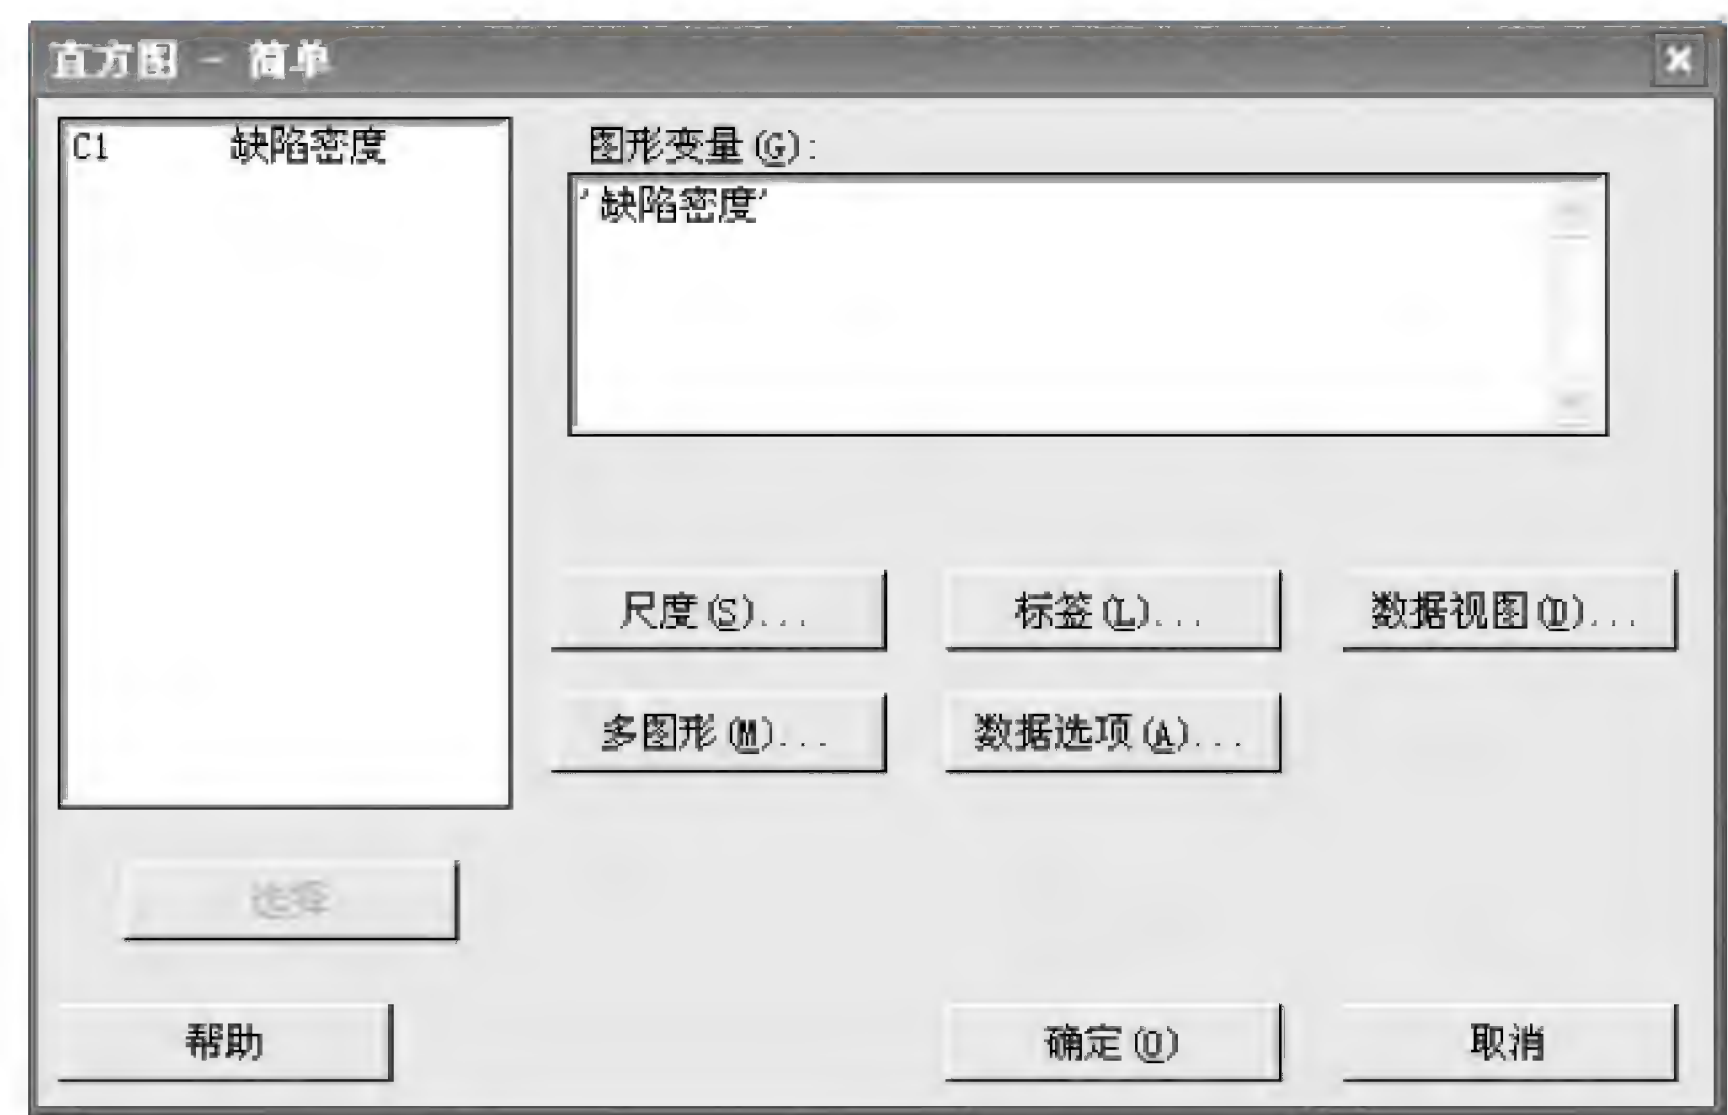 直方图 - 简单
C1 缺陷密度
图形变量(G):
'缺陷密度'
尺度(S)...
标签(L)...
数据视图(D)...
多图形(M)...
数据选项(A)...
选择
帮助
确定(O)
取消